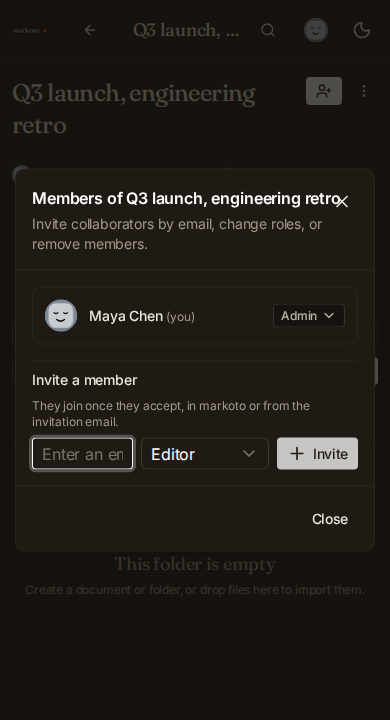 markoto
Q3 launch, ...
Q3 launch, engineering
retro
Members of Q3 launch, engineering retro
Invite collaborators by email, change roles, or
remove members.
Maya Chen (you)
Admin
Invite a member
They join once they accept, in markoto or from the
invitation email.
Enter an en
Editor
Invite
Close
This folder is empty
Create a document or folder, or drop files here to import them.